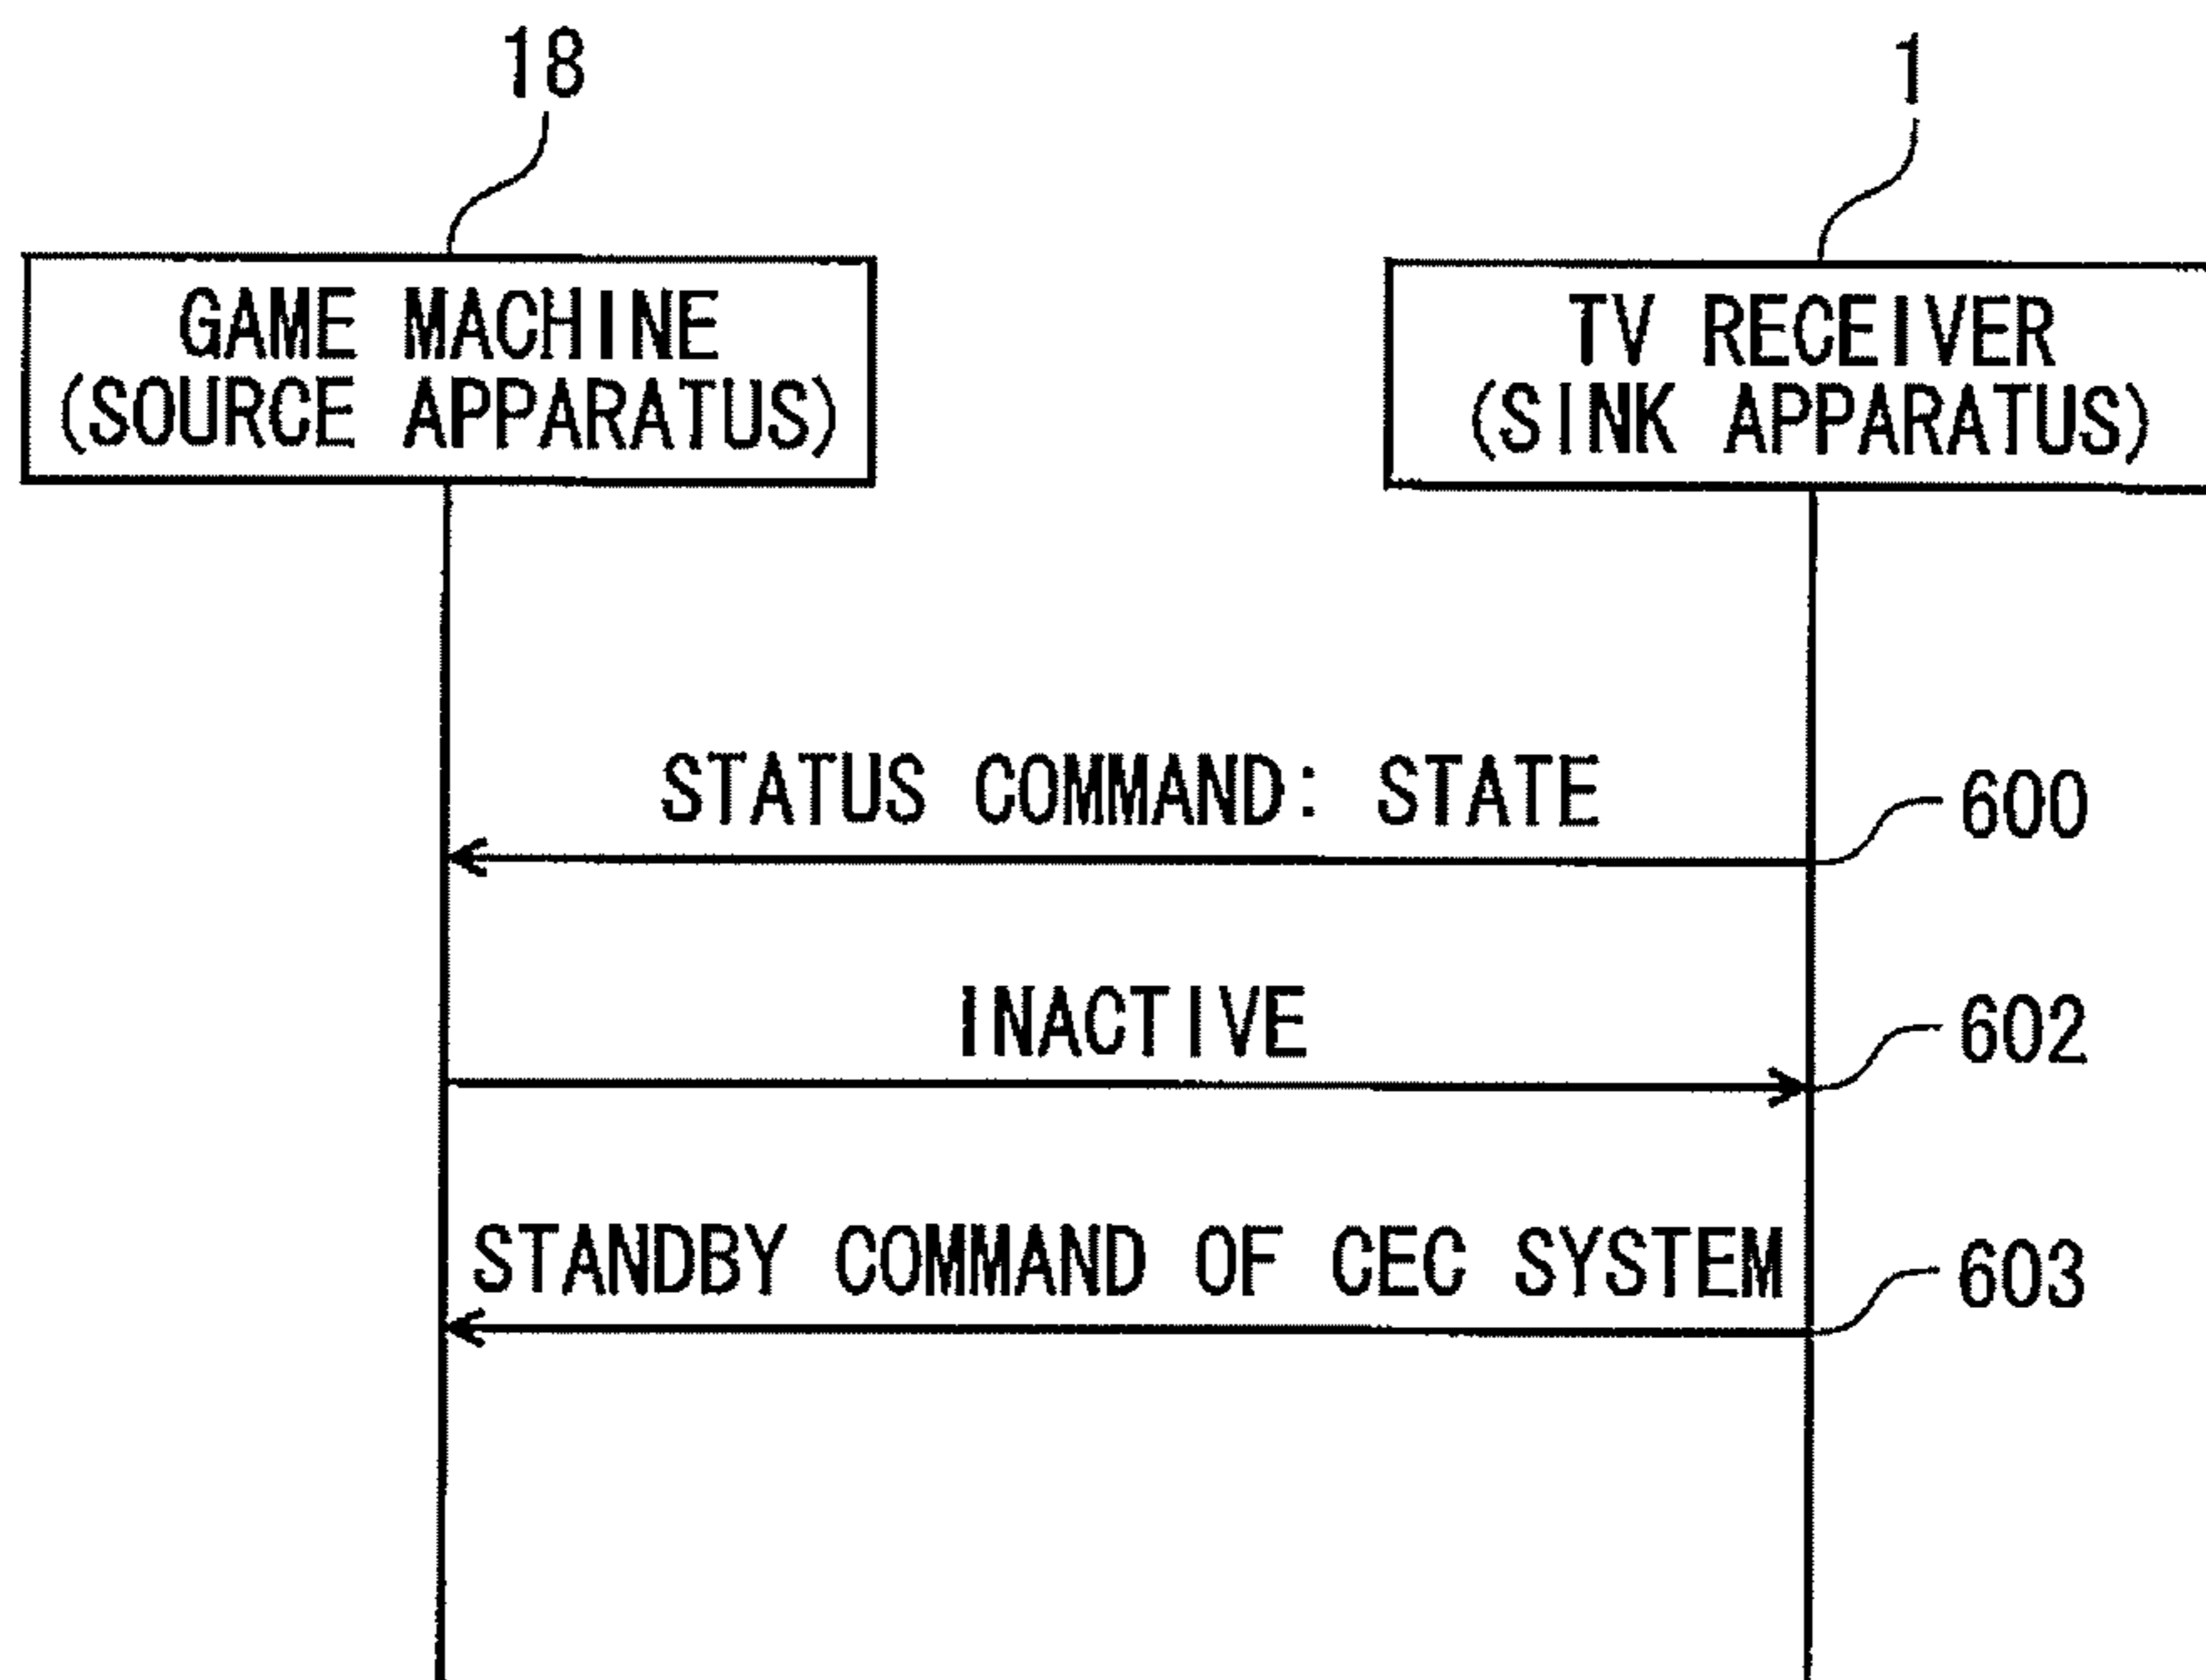 18
1
GAME MACHINE
(SOURCE APPARATUS)
TV RECEIVER
(SINK APPARATUS)
STATUS COMMAND: STATE
600
INACTIVE
602
STANDBY COMMAND OF CEC SYSTEM
603